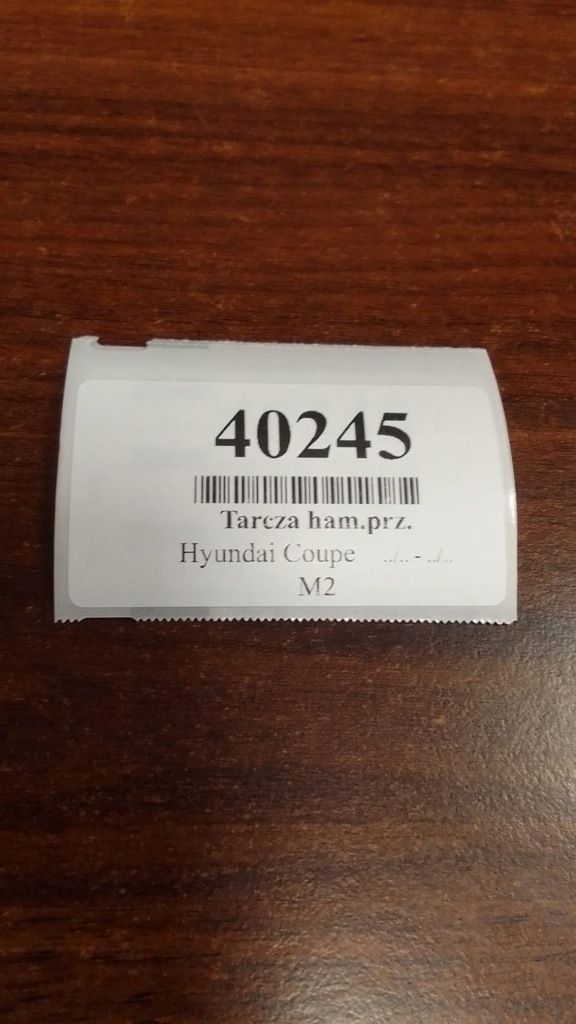 40245
Tarcza ham.prz.
Hyundai Coupe ../.. - ../..
M2